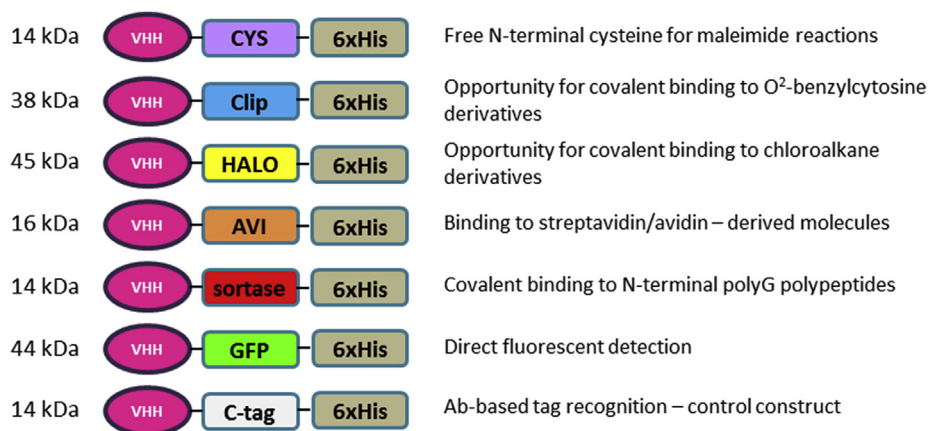 14 kDa VHH CYS 6xHis Free N-terminal cysteine for maleimide reactions
38 kDa VHH Clip 6xHis Opportunity for covalent binding to O²-benzylcytosine
derivatives
45 kDa VHH HALO 6xHis Opportunity for covalent binding to chloroalkane
derivatives
16 kDa VHH AVI 6xHis Binding to streptavidin/avidin – derived molecules
14 kDa VHH sortase 6xHis Covalent binding to N-terminal polyG polypeptides
44 kDa VHH GFP 6xHis Direct fluorescent detection
14 kDa VHH C-tag 6xHis Ab-based tag recognition – control construct